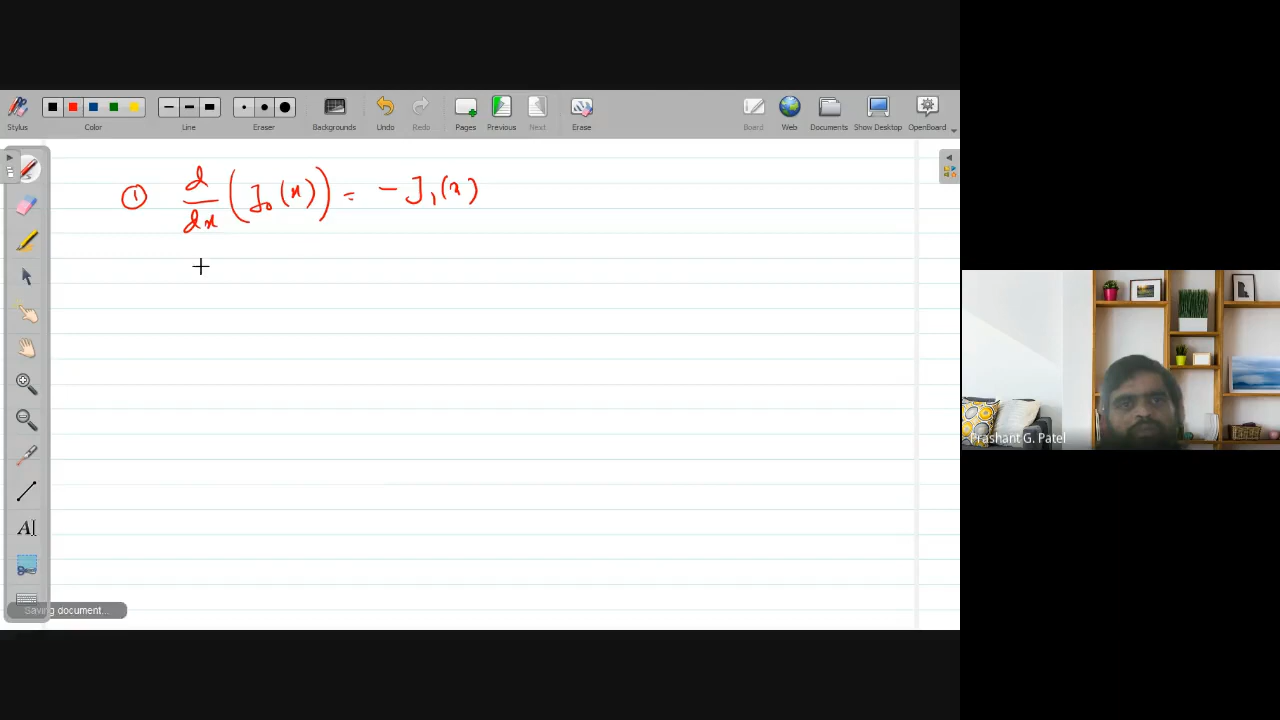 Stylus
Color
Line
Eraser
Backgrounds
Undo
Redo
Pages
Previous
Next
Erase
Board
Web
Documents
Show Desktop
OpenBoard
① d/dx (J₀(x)) = - J₁(x)
A
Saving document...
Prashant G. Patel